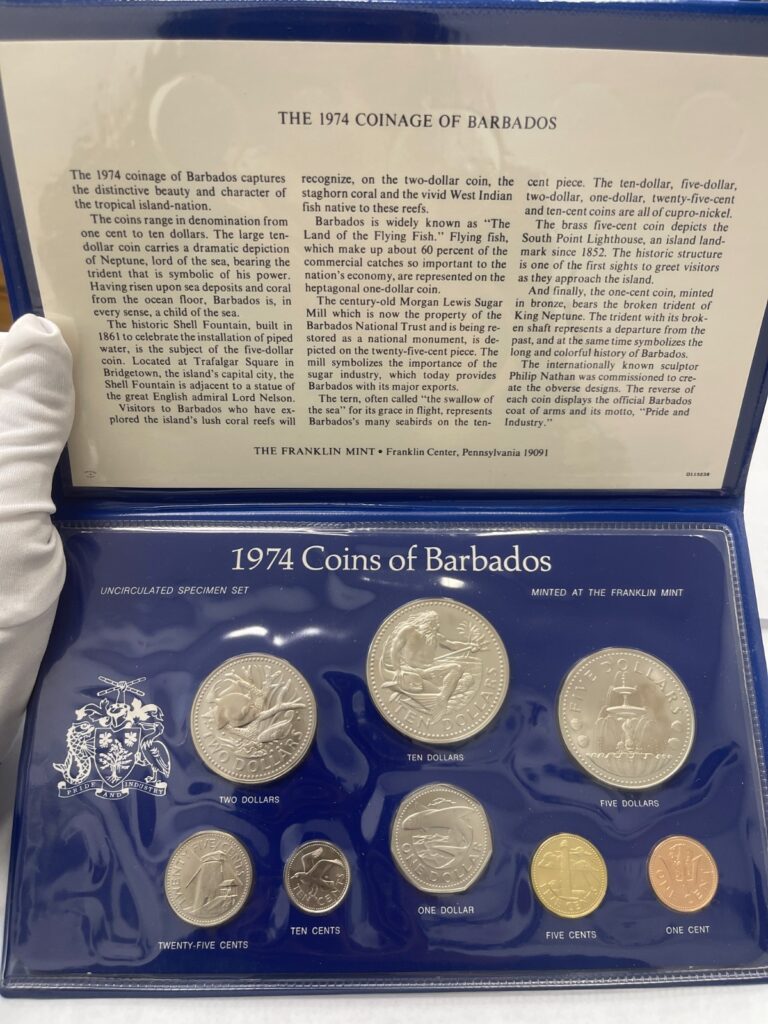 THE 1974 COINAGE OF BARBADOS
The 1974 coinage of Barbados captures
the distinctive beauty and character of
the tropical island-nation.
The coins range in denomination from
one cent to ten dollars. The large ten-
dollar coin carries a dramatic depiction
of Neptune, lord of the sea, bearing the
trident that is symbolic of his power.
Having risen upon sea deposits and coral
from the ocean floor, Barbados is, in
every sense, a child of the sea.
The historic Shell Fountain, built in
1861 to celebrate the installation of piped
water, is the subject of the five-dollar
coin. Located at Trafalgar Square in
Bridgetown, the island's capital city, the
Shell Fountain is adjacent to a statue of
the great English admiral Lord Nelson.
Visitors to Barbados who have ex-
plored the island's lush coral reefs will
recognize, on the two-dollar coin, the
staghorn coral and the vivid West Indian
fish native to these reefs.
Barbados is widely known as "The
Land of the Flying Fish." Flying fish,
which make up about 60 percent of the
commercial catches so important to the
nation's economy, are represented on the
heptagonal one-dollar coin.
The century-old Morgan Lewis Sugar
Mill which is now the property of the
Barbados National Trust and is being re-
stored as a national monument, is de-
picted on the twenty-five-cent piece. The
mill symbolizes the importance of the
sugar industry, which today provides
Barbados with its major exports.
The tern, often called "the swallow of
the sea" for its grace in flight, represents
Barbados's many seabirds on the ten-
cent piece. The ten-dollar, five-dollar,
two-dollar, one-dollar, twenty-five-cent
and ten-cent coins are all of cupro-nickel.
The brass five-cent coin depicts the
South Point Lighthouse, an island land-
mark since 1852. The historic structure
is one of the first sights to greet visitors
as they approach the island.
And finally, the one-cent coin, minted
in bronze, bears the broken trident of
King Neptune. The trident with its brok-
en shaft represents a departure from the
past, and at the same time symbolizes the
long and colorful history of Barbados.
The internationally known sculptor
Philip Nathan was commissioned to cre-
ate the obverse designs. The reverse of
each coin displays the official Barbados
coat of arms and its motto, "Pride and
Industry."
THE FRANKLIN MINT • Franklin Center, Pennsylvania 19091
1974 Coins of Barbados
UNCIRCULATED SPECIMEN SET
MINTED AT THE FRANKLIN MINT
PRIDE AND INDUSTRY
TWO DOLLARS
TEN DOLLARS
FIVE DOLLARS
TWO DOLLARS
TEN DOLLARS
FIVE DOLLARS
TWENTY FIVE CENTS
TEN CENTS
ONE DOLLAR
FIVE CENTS
ONE CENT
TWENTY-FIVE CENTS
TEN CENTS
ONE DOLLAR
FIVE CENTS
ONE CENT